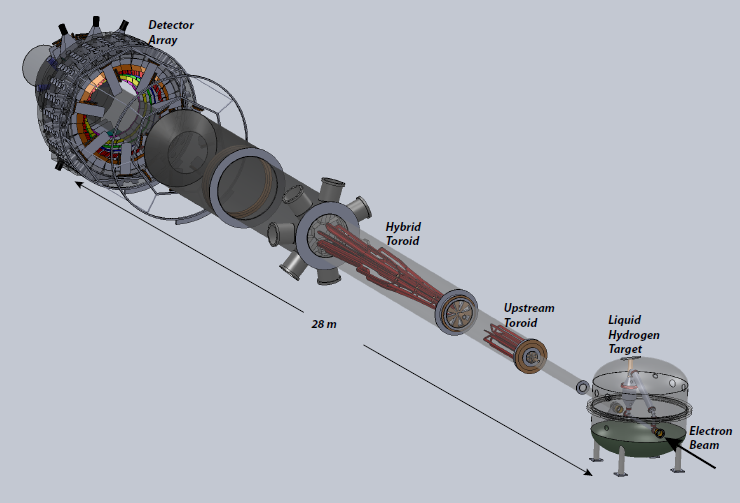 Detector
Array
Hybrid
Toroid
Upstream
Toroid
Liquid
Hydrogen
Target
28 m
Electron
Beam